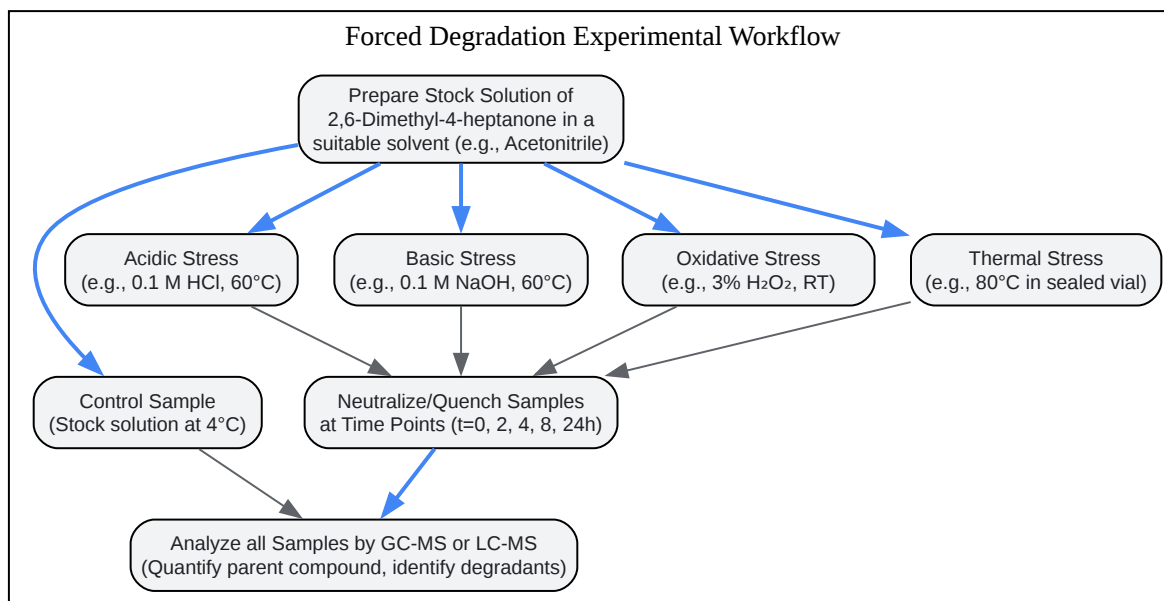 Forced Degradation Experimental Workflow
Prepare Stock Solution of
2,6-Dimethyl-4-heptanone in a
suitable solvent (e.g., Acetonitrile)
Acidic Stress
(e.g., 0.1 M HCl, 60°C)
Basic Stress
(e.g., 0.1 M NaOH, 60°C)
Oxidative Stress
(e.g., 3% H₂O₂, RT)
Thermal Stress
(e.g., 80°C in sealed vial)
Control Sample
(Stock solution at 4°C)
Neutralize/Quench Samples
at Time Points (t=0, 2, 4, 8, 24h)
Analyze all Samples by GC-MS or LC-MS
(Quantify parent compound, identify degradants)